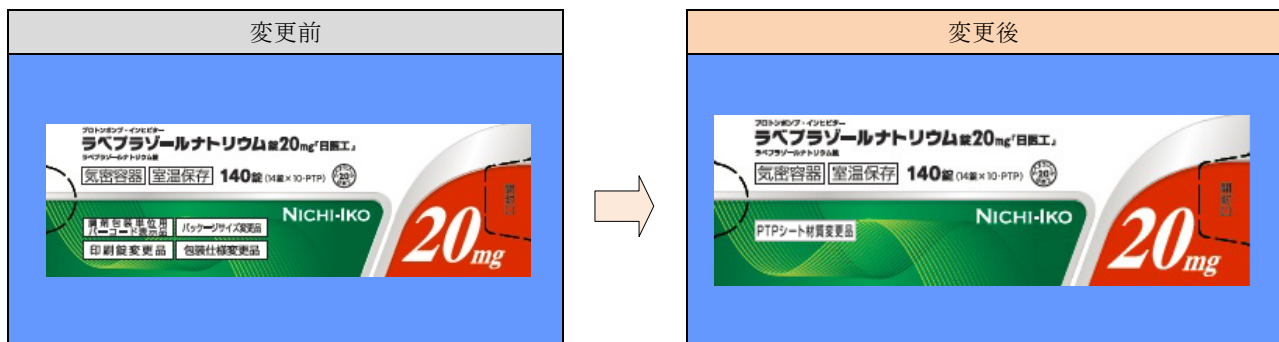 変更前
プロトンポンプ・インヒビター
ラベプラゾールナトリウム錠20mg「日医工」
ラベプラゾールナトリウム錠
気密容器 室温保存 140錠 (14錠×10・PTP) 20
NICHI-IKO
調剤包装単位用
バーコード表示品
パッケージサイズ変更品
印刷錠変更品 包装仕様変更品
20mg
開封口
変更後
プロトンポンプ・インヒビター
ラベプラゾールナトリウム錠20mg「日医工」
ラベプラゾールナトリウム錠
気密容器 室温保存 140錠 (14錠×10・PTP) 20
NICHI-IKO
PTPシート材質変更品
20mg
開封口